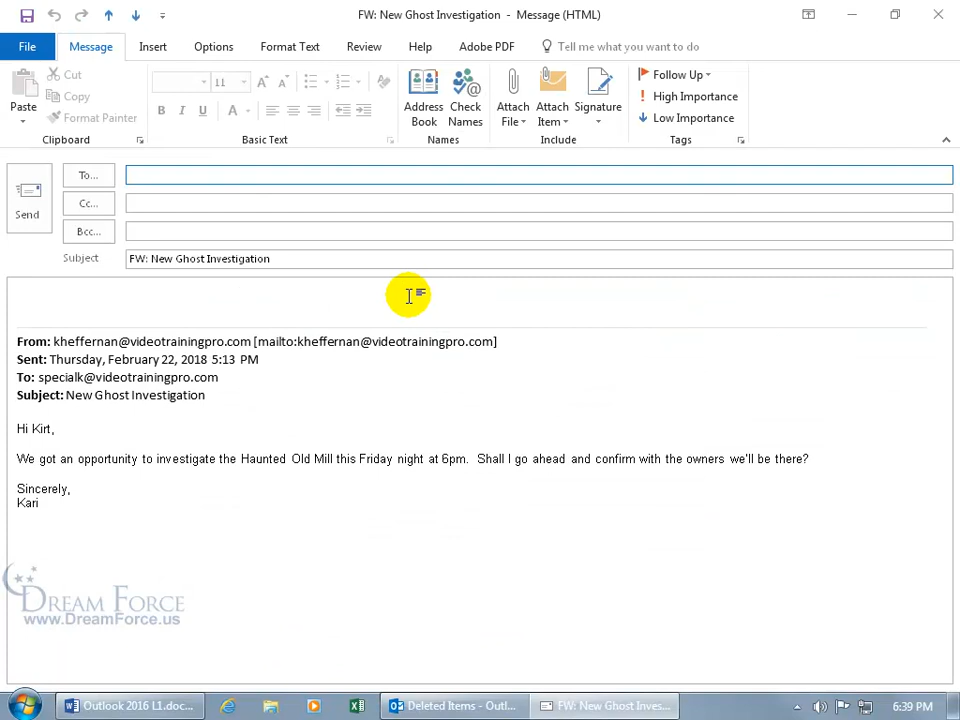 FW: New Ghost Investigation - Message (HTML)
File Message Insert Options Format Text Review Help Adobe PDF Tell me what you want to do
Paste
Cut
Copy
Format Painter
Clipboard
11
B I U A
Basic Text
Address Book
Check Names
Names
Attach File
Attach Item
Signature
Include
Follow Up
High Importance
Low Importance
Tags
Send
To...
Cc...
Bcc...
Subject FW: New Ghost Investigation
From: kheffernan@videotrainingpro.com [mailto:kheffernan@videotrainingpro.com]
Sent: Thursday, February 22, 2018 5:13 PM
To: specialk@videotrainingpro.com
Subject: New Ghost Investigation
Hi Kirt,
We got an opportunity to investigate the Haunted Old Mill this Friday night at 6pm. Shall I go ahead and confirm with the owners we'll be there?
Sincerely,
Kari
DREAM FORCE
www.DreamForce.us
Outlook 2016 L1.doc... Deleted Items - Outl... FW: New Ghost Inves... 6:39 PM